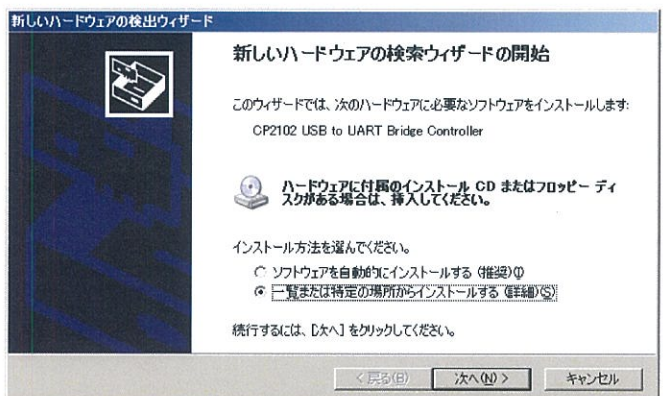 新しいハードウェアの検出ウィザード
新しいハードウェアの検索ウィザードの開始
このウィザードでは、次のハードウェアに必要なソフトウェアをインストールします:
CP2102 USB to UART Bridge Controller
ハードウェアに付属のインストール CD またはフロッピー ディ
スクがある場合は、挿入してください。
インストール方法を選んでください。
ソフトウェアを自動的にインストールする (推奨)(I)
一覧または特定の場所からインストールする (詳細)(S)
続行するには、[次へ] をクリックしてください。
< 戻る(B)
次へ(N) >
キャンセル